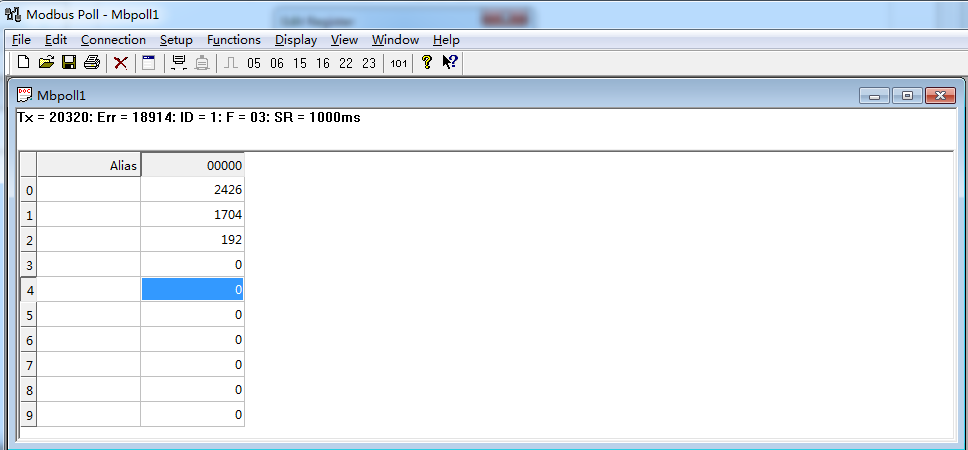 Modbus Poll - Mbpoll1
Edit Register
File Edit Connection Setup Functions Display View Window Help
05 06 15 16 22 23 101
Mbpoll1
Tx = 20320: Err = 18914: ID = 1: F = 03: SR = 1000ms
Alias 00000
0 2426
1 1704
2 192
3 0
4 0
5 0
6 0
7 0
8 0
9 0